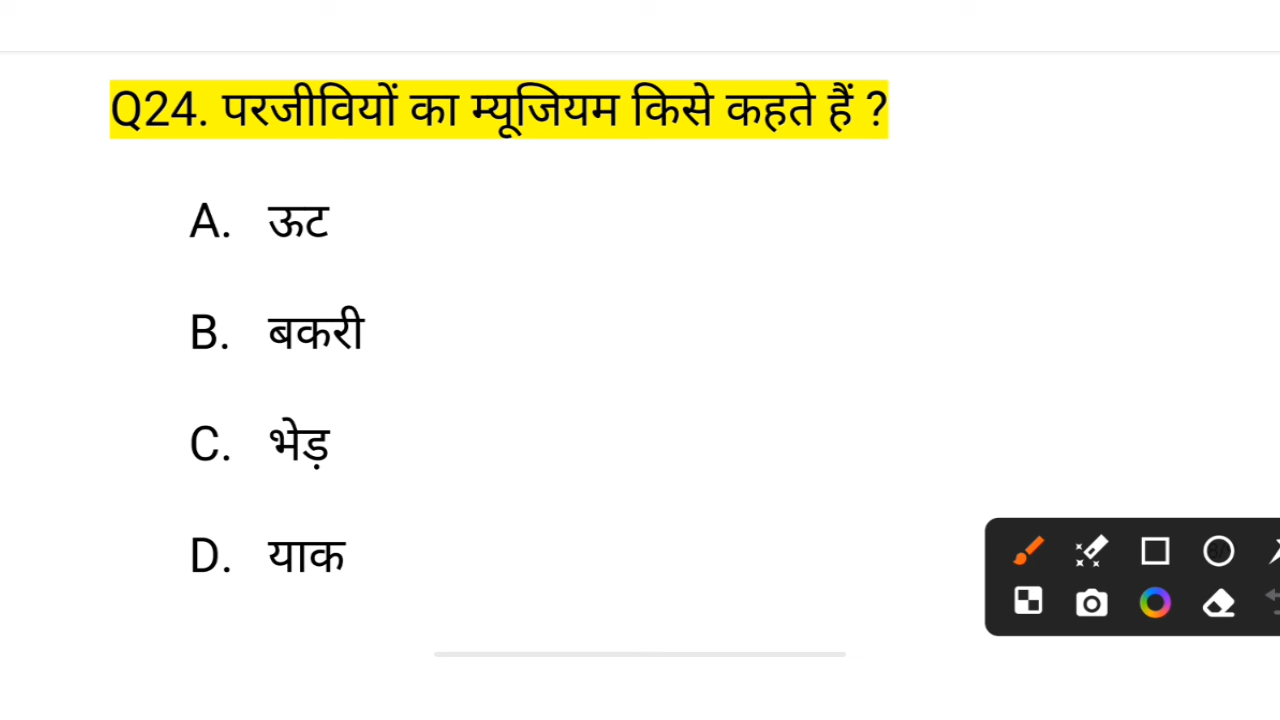 Q24. परजीवियों का म्यूजियम किसे कहते हैं ?
A. ऊट
B. बकरी
C. भेड़
D. याक